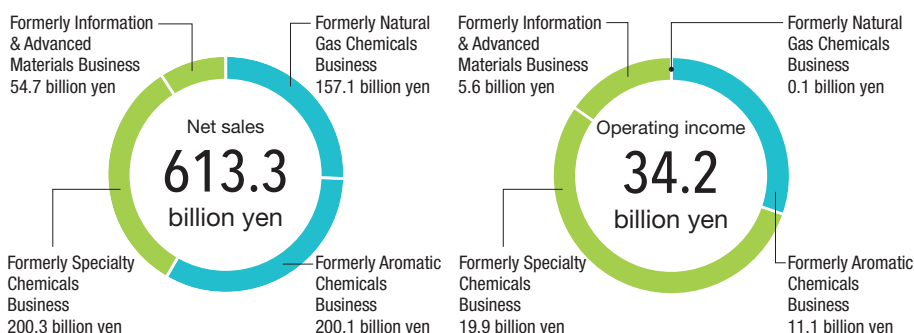 Formerly Information
& Advanced
Materials Business
54.7 billion yen
Formerly Natural
Gas Chemicals
Business
157.1 billion yen
Net sales
613.3
billion yen
Formerly Specialty
Chemicals
Business
200.3 billion yen
Formerly Aromatic
Chemicals
Business
200.1 billion yen
Formerly Information
& Advanced
Materials Business
5.6 billion yen
Formerly Natural
Gas Chemicals
Business
0.1 billion yen
Operating income
34.2
billion yen
Formerly Specialty
Chemicals
Business
19.9 billion yen
Formerly Aromatic
Chemicals
Business
11.1 billion yen